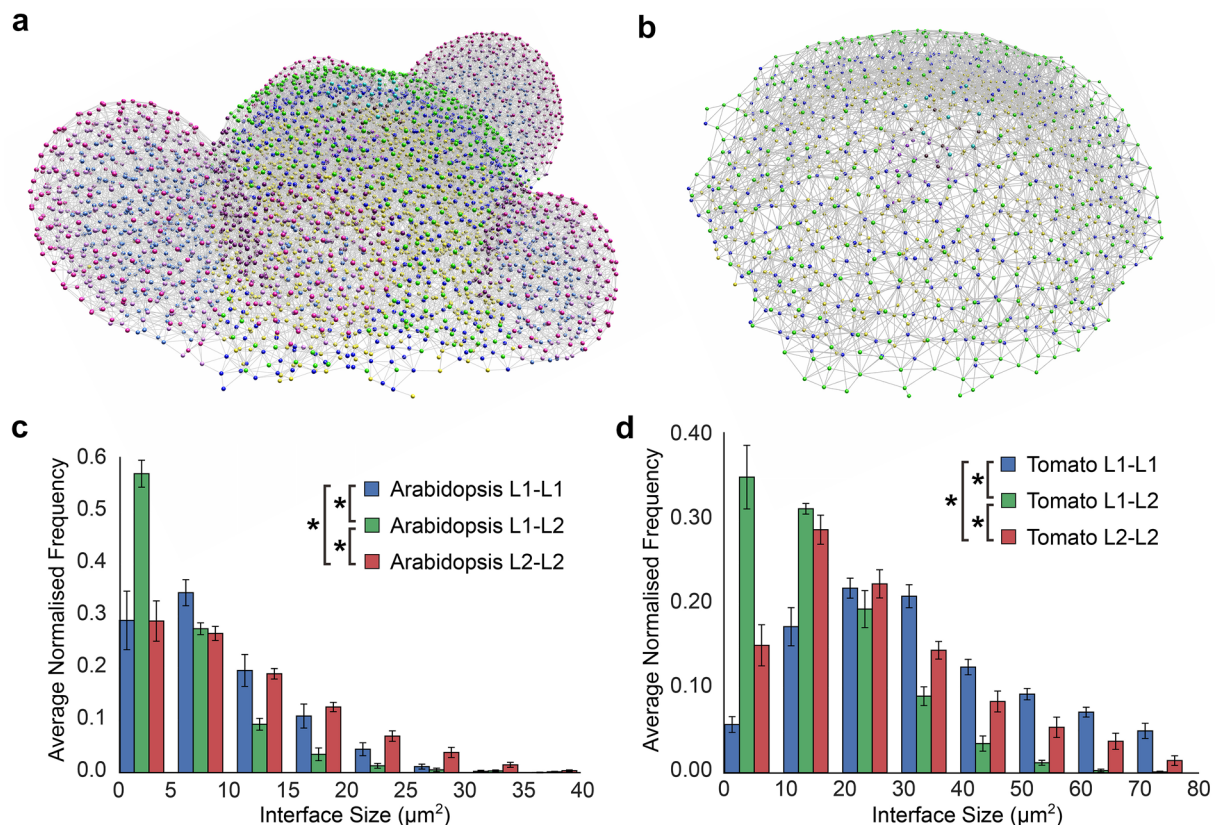 a
b
c
Average Normalised Frequency
0.6
0.5
0.4
0.3
0.2
0.1
0.0
* * * Arabidopsis L1-L1
Arabidopsis L1-L2
Arabidopsis L2-L2
0 5 10 15 20 25 30 35 40
Interface Size (µm²)
d
Average Normalised Frequency
0.40
0.30
0.20
0.10
0.00
* * * Tomato L1-L1
Tomato L1-L2
Tomato L2-L2
0 10 20 30 40 50 60 70 80
Interface Size (µm²)